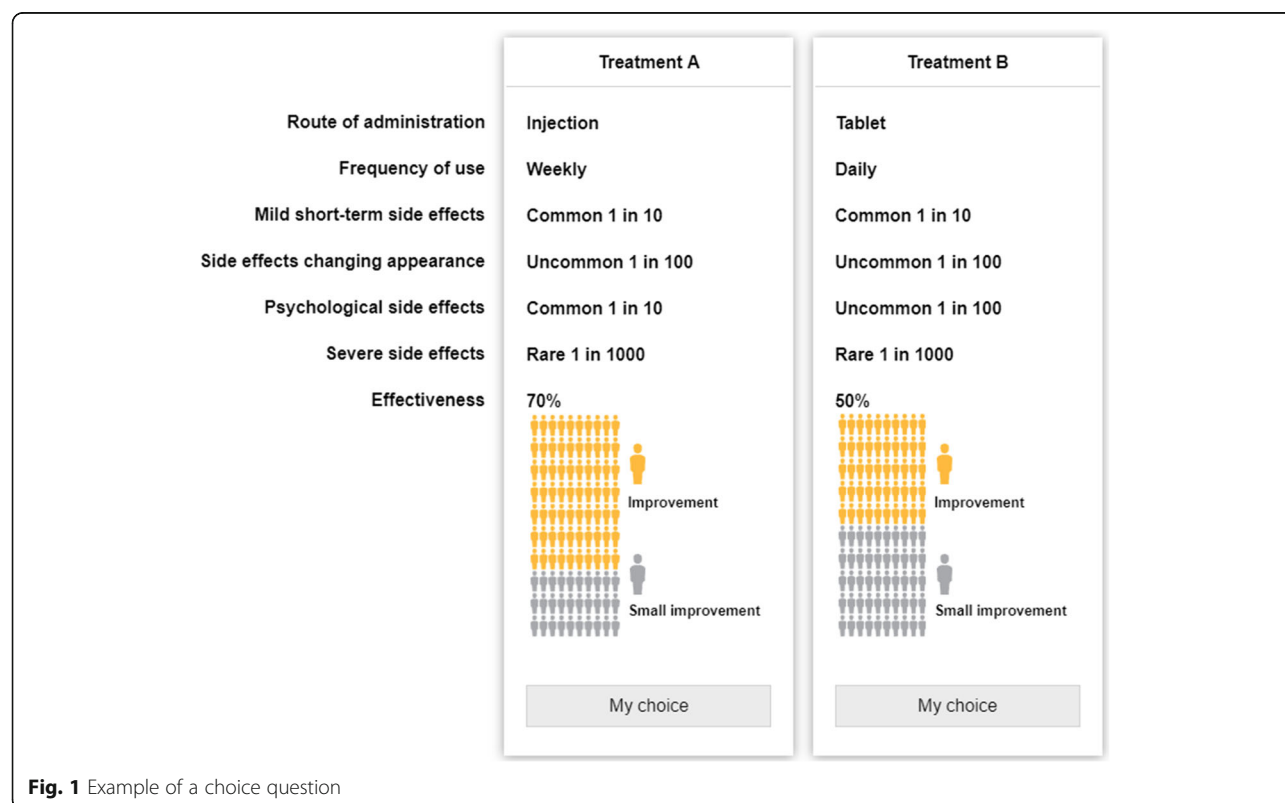 Treatment A Treatment B
Route of administration Injection Tablet
Frequency of use Weekly Daily
Mild short-term side effects Common 1 in 10 Common 1 in 10
Side effects changing appearance Uncommon 1 in 100 Uncommon 1 in 100
Psychological side effects Common 1 in 10 Uncommon 1 in 100
Severe side effects Rare 1 in 1000 Rare 1 in 1000
Effectiveness 70% 50%
Improvement Improvement
Small improvement Small improvement
My choice My choice
Fig. 1 Example of a choice question